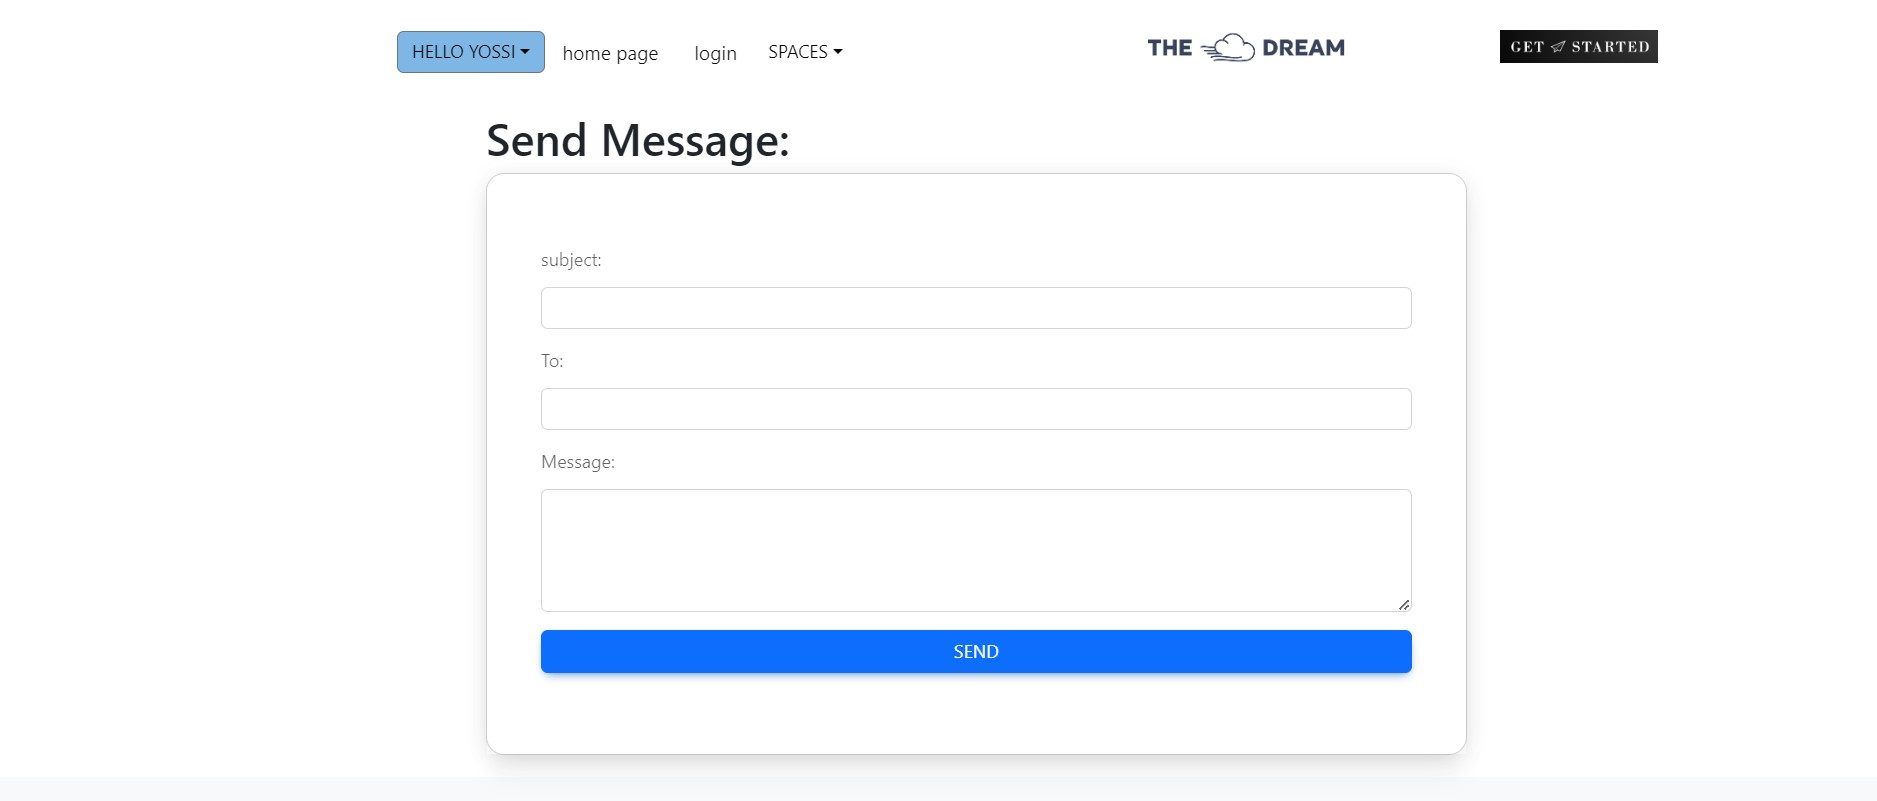 HELLO YOSSI home page login SPACES THE DREAM GET STARTED
Send Message:
subject:
To:
Message:
SEND